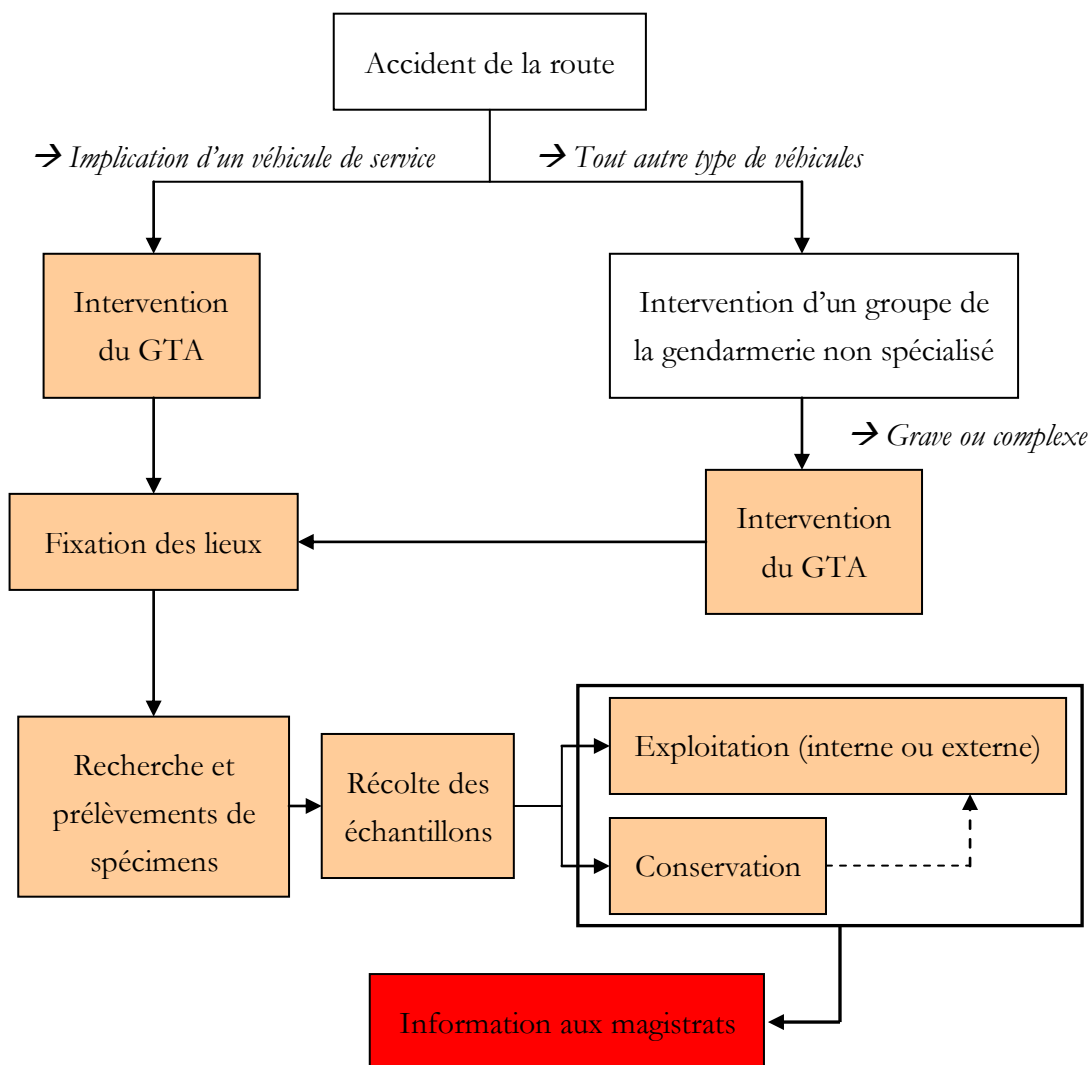 Accident de la route
→ Implication d'un véhicule de service
→ Tout autre type de véhicules
Intervention
du GTA
Intervention d'un groupe de
la gendarmerie non spécialisé
→ Grave ou complexe
Intervention
du GTA
Fixation des lieux
Recherche et
prélèvements de
spécimens
Récolte des
échantillons
Exploitation (interne ou externe)
Conservation
Information aux magistrats